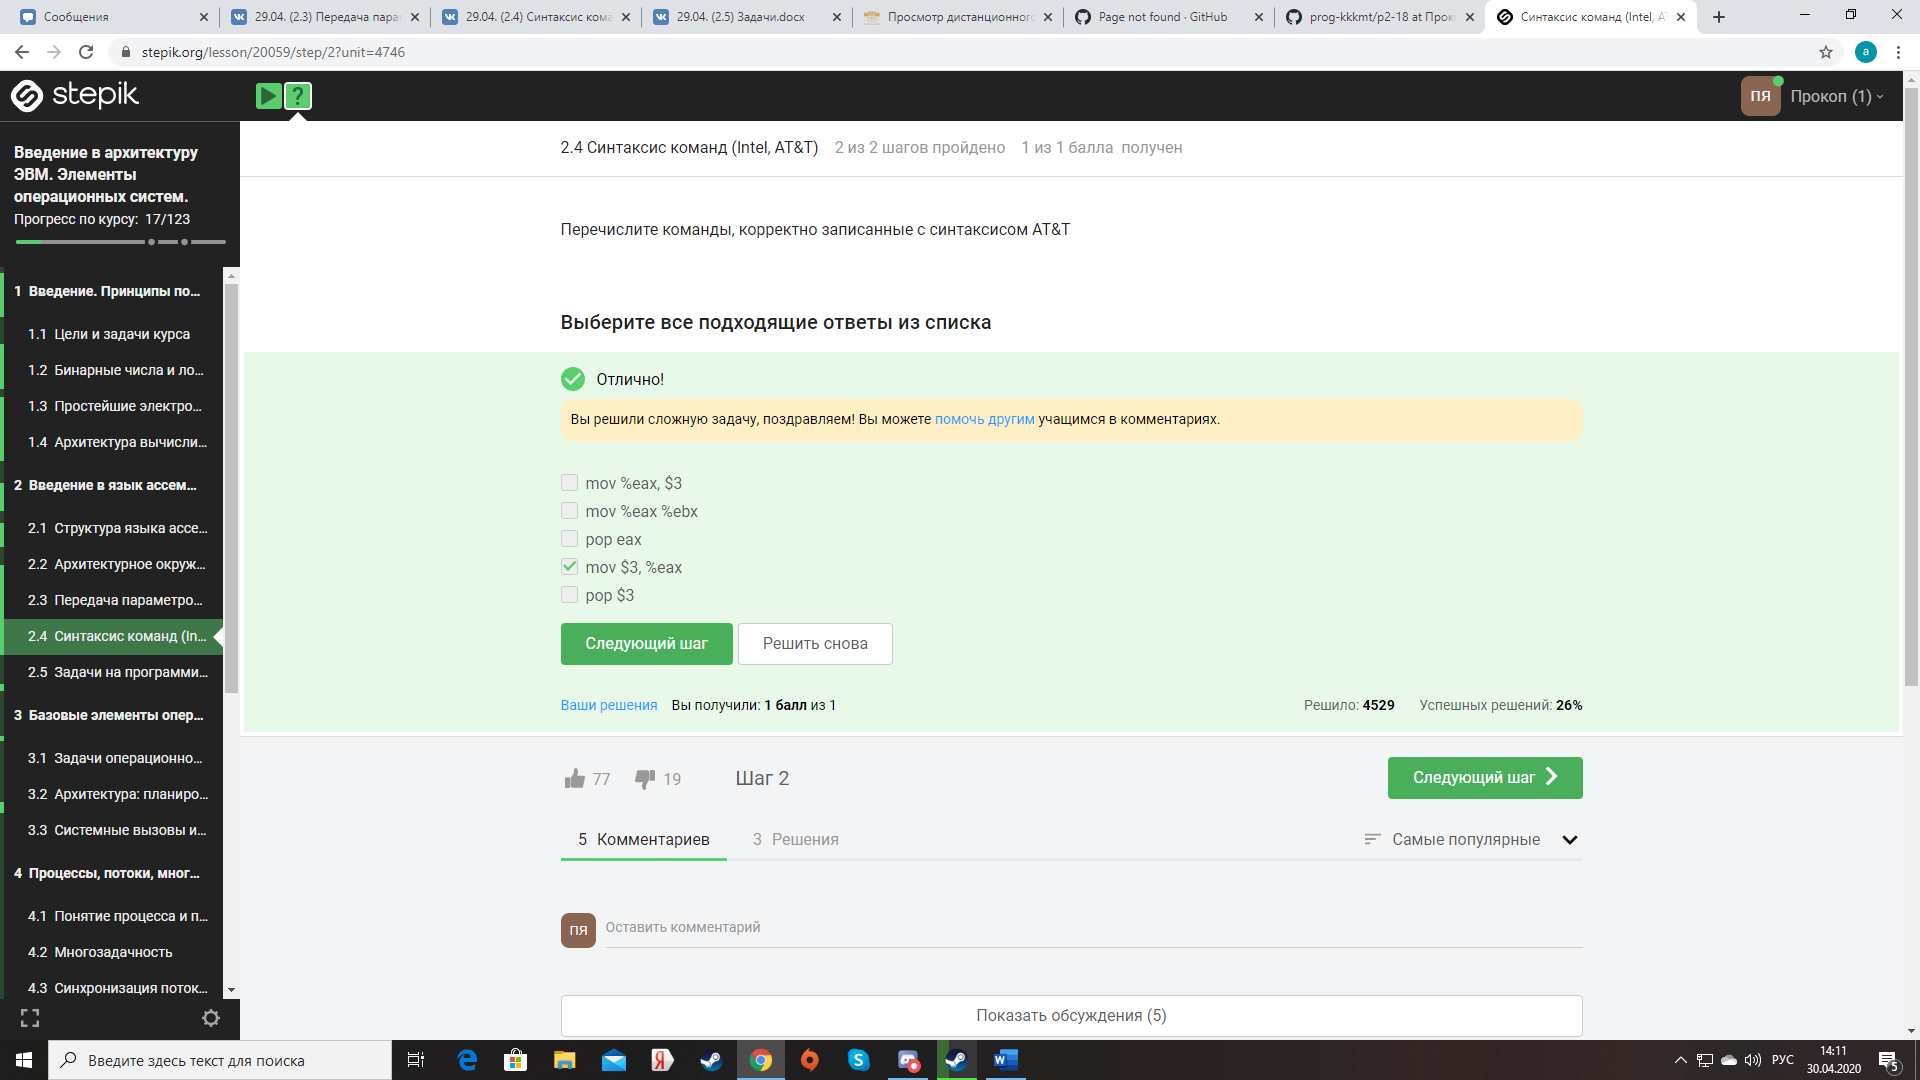 Сообщения
29.04. (2.3) Передача пара
29.04. (2.4) Синтаксис кома
29.04. (2.5) Задачи.docx
Просмотр дистанционного
Page not found · GitHub
prog-kkkmt/p2-18 at Прок
Синтаксис команд (Intel, A
stepik.org/lesson/20059/step/2?unit=4746
a
stepik
?
ПЯ
Прокоп (1)
Введение в архитектуру
ЭВМ. Элементы
операционных систем.
Прогресс по курсу: 17/123
1 Введение. Принципы по...
1.1 Цели и задачи курса
1.2 Бинарные числа и ло...
1.3 Простейшие электро...
1.4 Архитектура вычисли...
2 Введение в язык ассем...
2.1 Структура языка ассе...
2.2 Архитектурное окруж...
2.3 Передача параметро...
2.4 Синтаксис команд (In...
2.5 Задачи на программи...
3 Базовые элементы опер...
3.1 Задачи операционно...
3.2 Архитектура: планиро...
3.3 Системные вызовы и...
4 Процессы, потоки, мног...
4.1 Понятие процесса и п...
4.2 Многозадачность
4.3 Синхронизация поток...
2.4 Синтаксис команд (Intel, AT&T) 2 из 2 шагов пройдено 1 из 1 балла получен
Перечислите команды, корректно записанные с синтаксисом AT&T
Выберите все подходящие ответы из списка
Отлично!
Вы решили сложную задачу, поздравляем! Вы можете помочь другим учащимся в комментариях.
mov %eax, $3
mov %eax %ebx
pop eax
mov $3, %eax
pop $3
Следующий шаг
Решить снова
Ваши решения Вы получили: 1 балл из 1
Решило: 4529 Успешных решений: 26%
77 19 Шаг 2
Следующий шаг
5 Комментариев 3 Решения
Самые популярные
ПЯ
Оставить комментарий
Показать обсуждения (5)
Введите здесь текст для поиска
РУС
14:11
30.04.2020
5